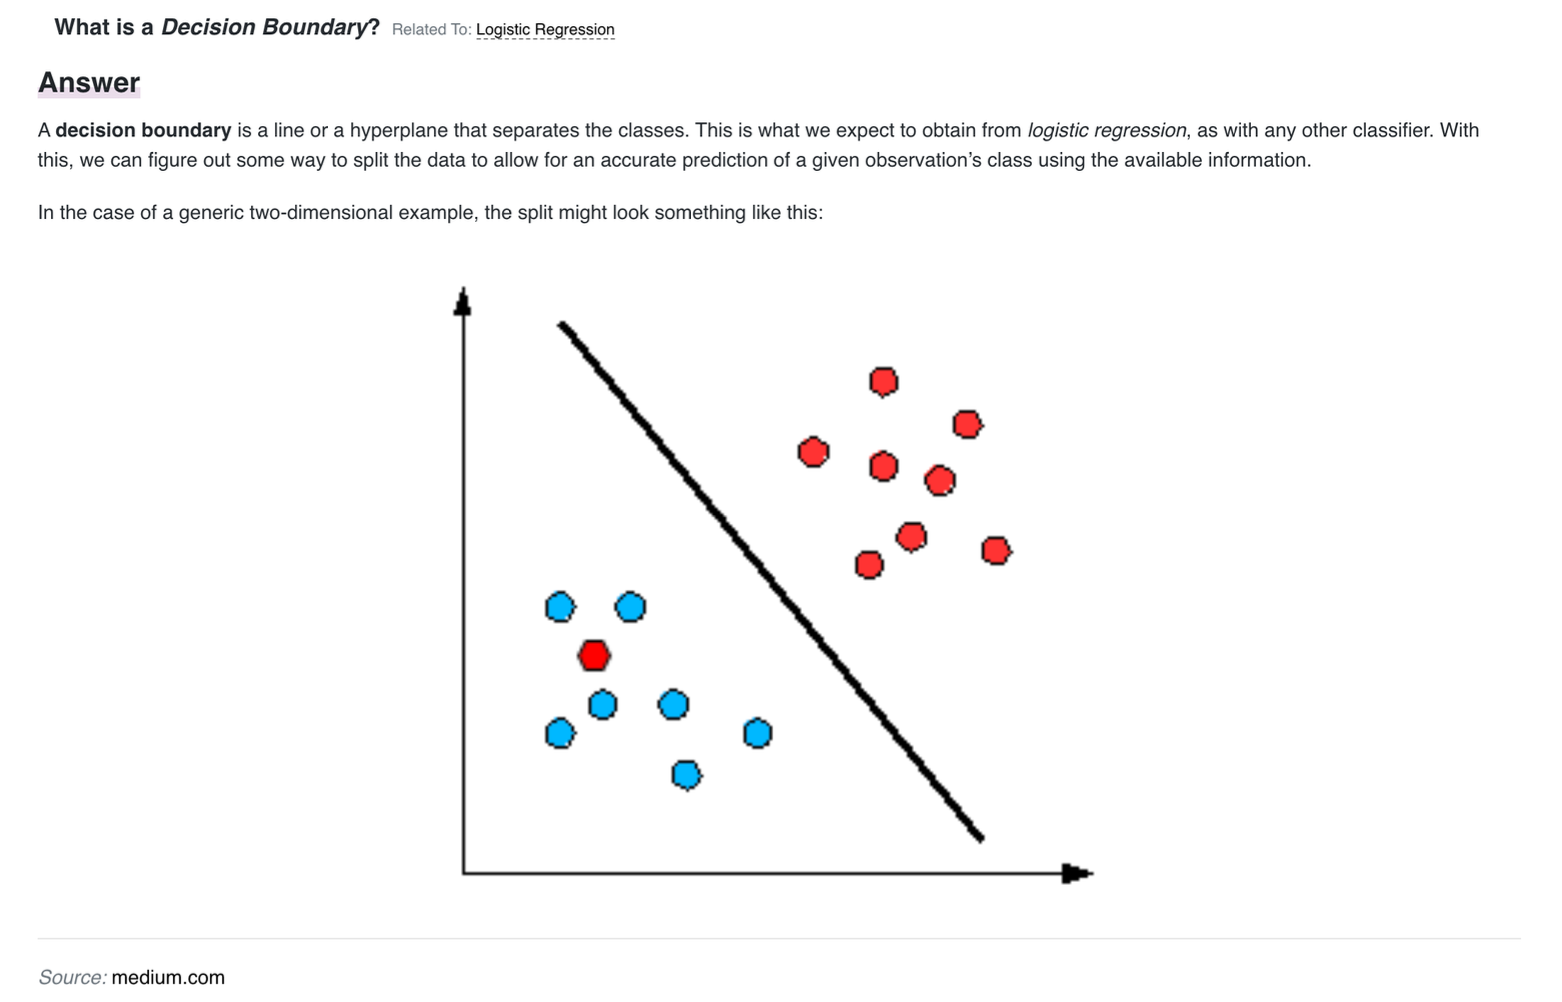 What is a Decision Boundary? Related To: Logistic Regression
Answer
A decision boundary is a line or a hyperplane that separates the classes. This is what we expect to obtain from logistic regression, as with any other classifier. With
this, we can figure out some way to split the data to allow for an accurate prediction of a given observation’s class using the available information.
In the case of a generic two-dimensional example, the split might look something like this:
Source: medium.com